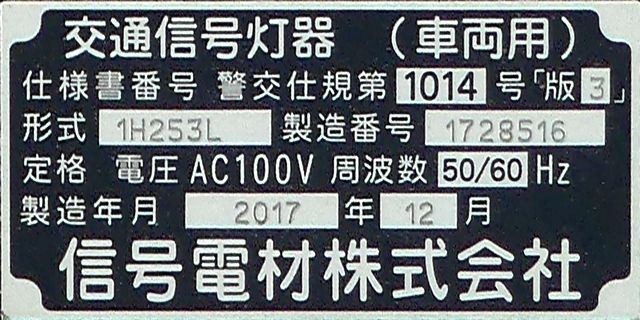 交通信号灯器 （車両用）
仕様書番号 警交仕規第 1014 号「版 3」
形式 1H253L 製造番号 1728516
定格 電圧 AC100V 周波数 50/60 Hz
製造年月 2017 年 12 月
信号電材株式会社